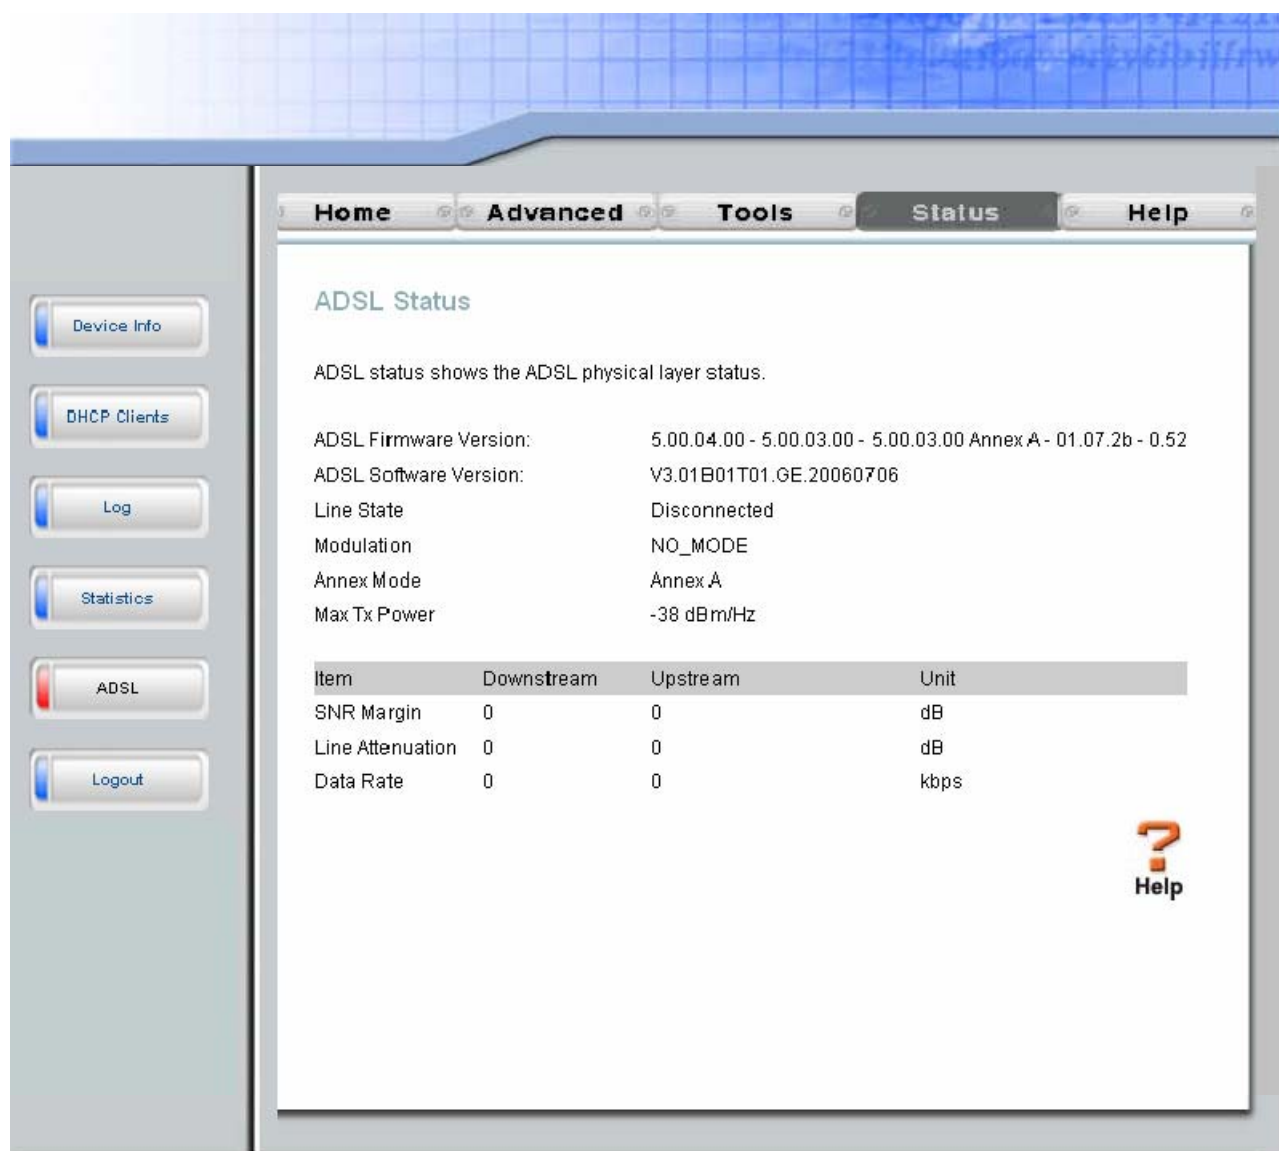 Home Advanced Tools Status Help
Device Info
DHCP Clients
Log
Statistics
ADSL
Logout
ADSL Status
ADSL status shows the ADSL physical layer status.
ADSL Firmware Version: 5.00.04.00 - 5.00.03.00 - 5.00.03.00 Annex A - 01.07.2b - 0.52
ADSL Software Version: V3.01B01T01.GE.20060706
Line State Disconnected
Modulation NO_MODE
Annex Mode Annex A
Max Tx Power -38 dBm/Hz
Item Downstream Upstream Unit
SNR Margin 0 0 dB
Line Attenuation 0 0 dB
Data Rate 0 0 kbps
Help